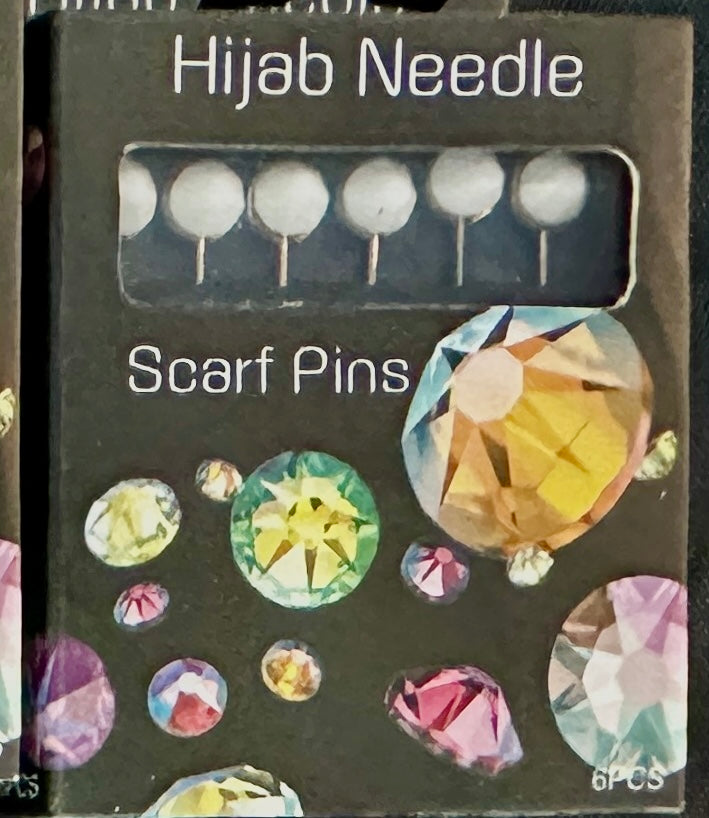 Hijab Needle
Scarf Pins
6PCS